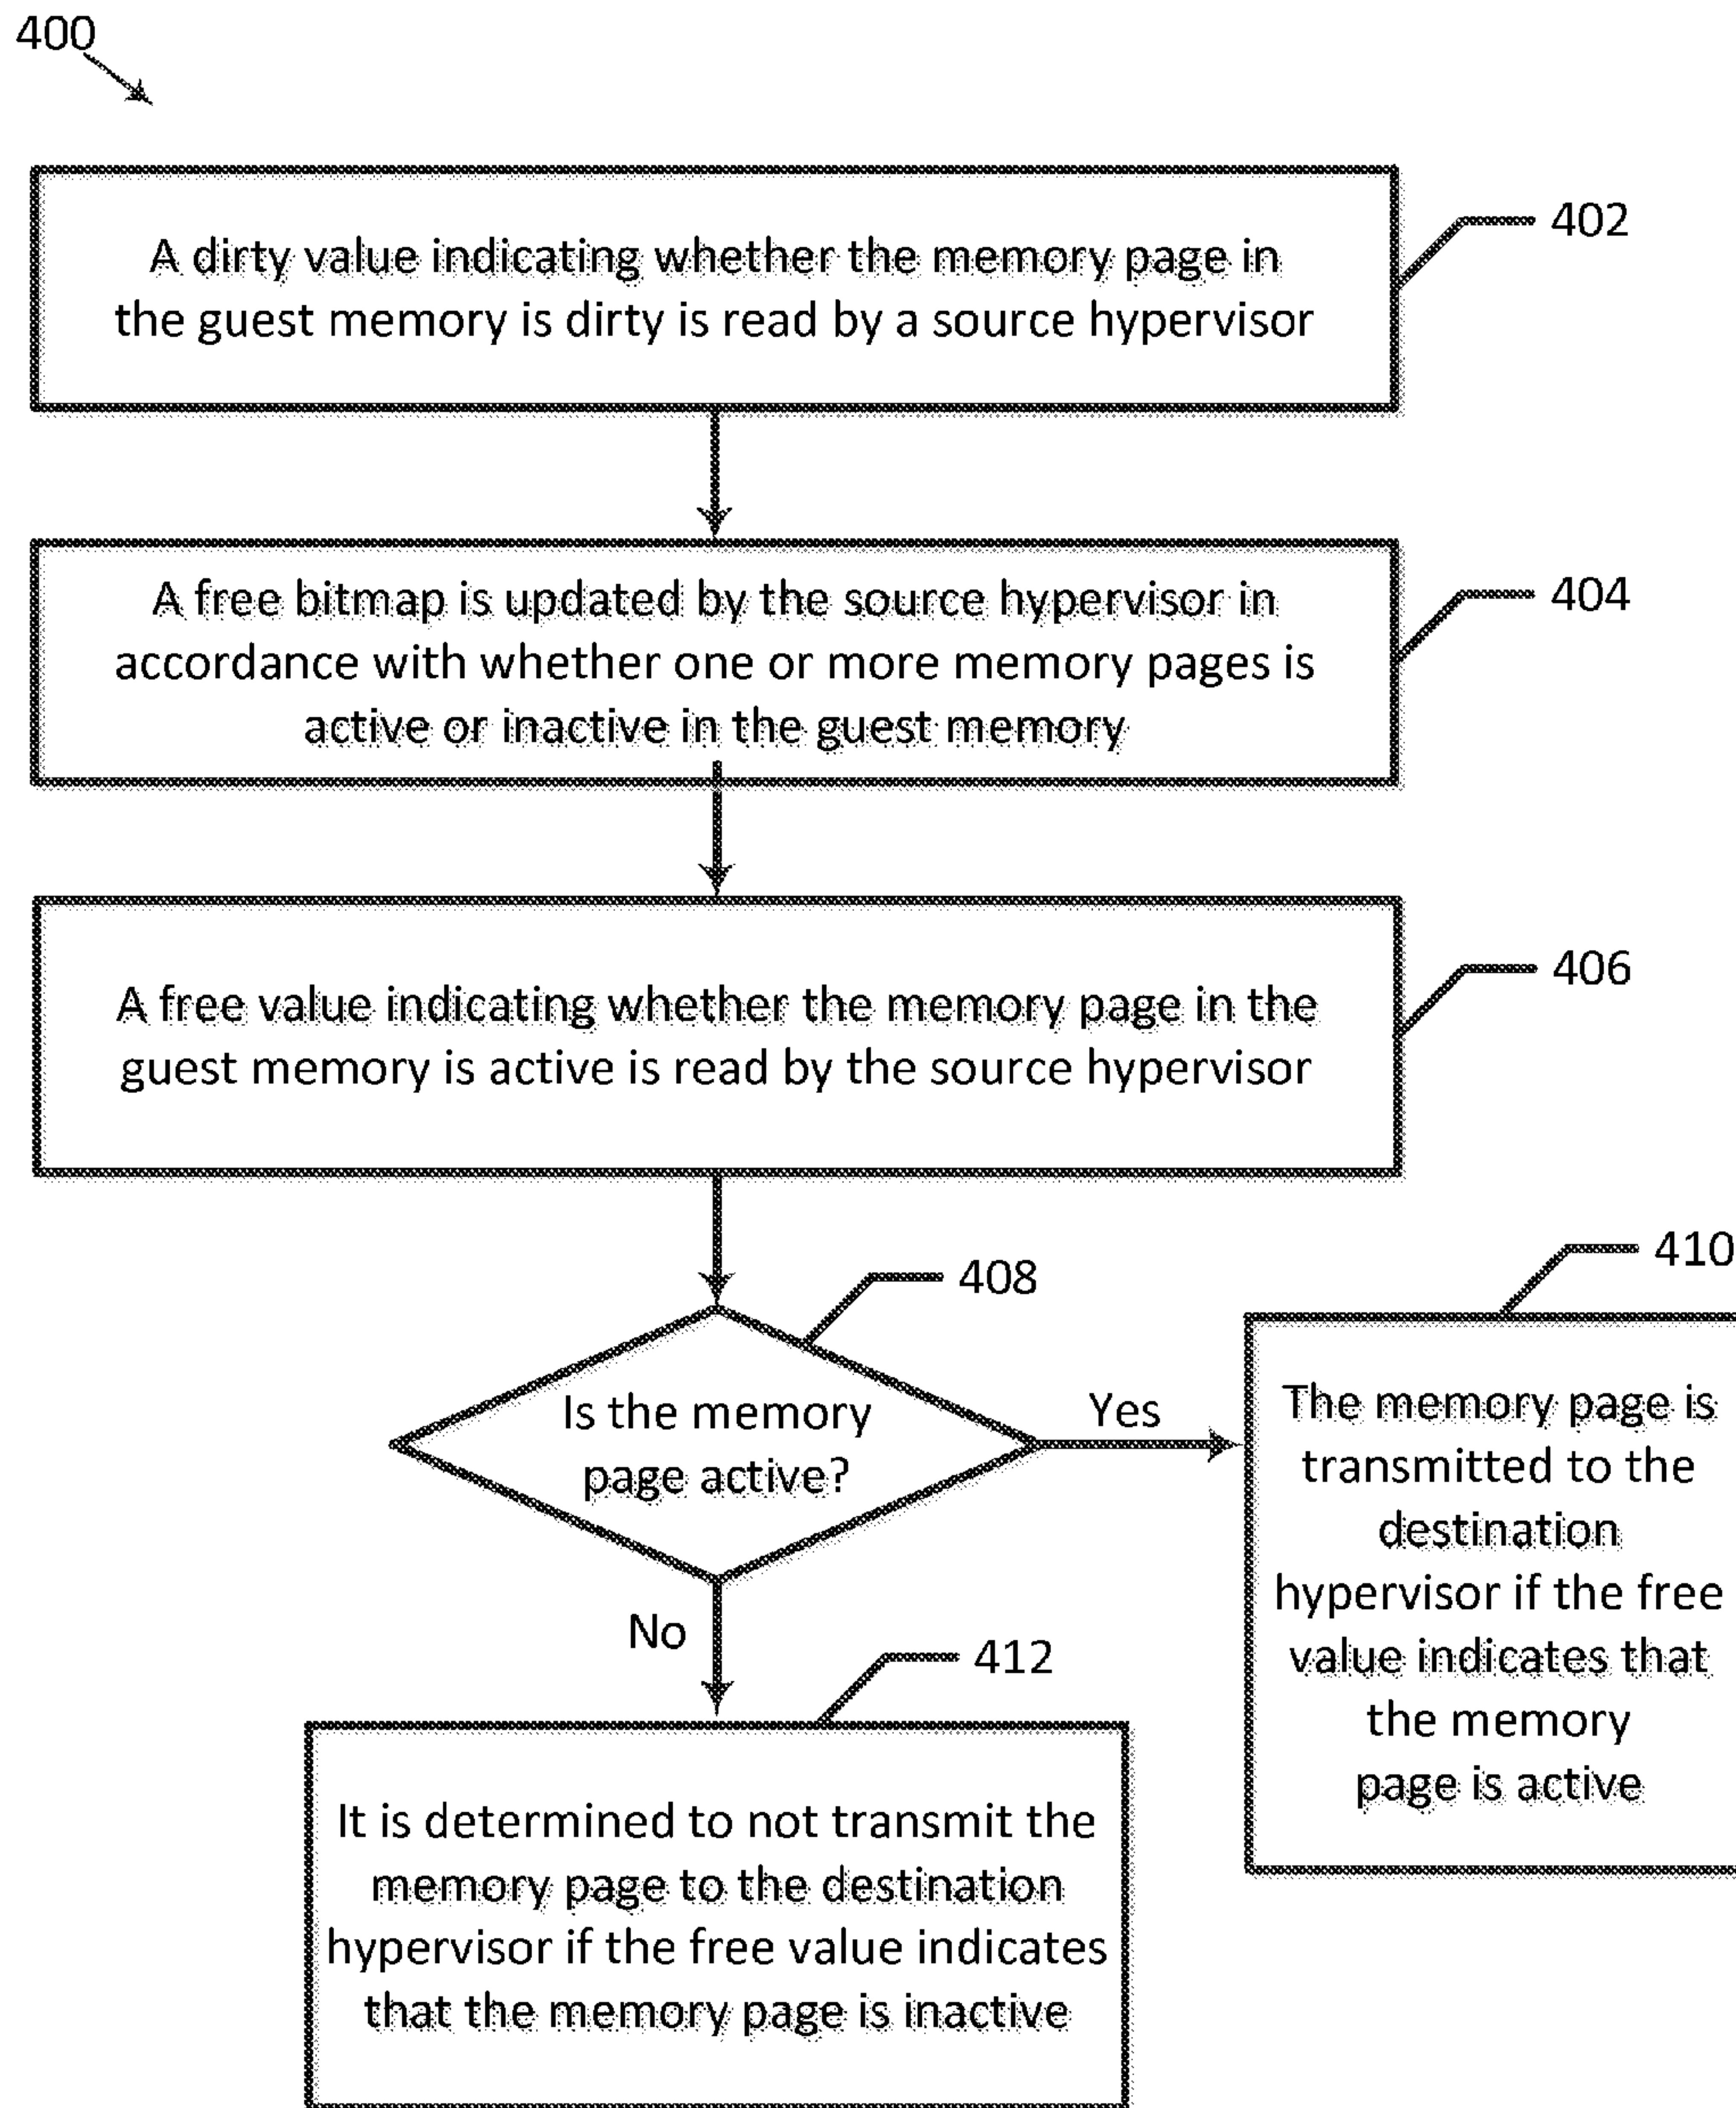 400
A dirty value indicating whether the memory page in
the guest memory is dirty is read by a source hypervisor
402
A free bitmap is updated by the source hypervisor in
accordance with whether one or more memory pages is
active or inactive in the guest memory
404
A free value indicating whether the memory page in the
guest memory is active is read by the source hypervisor
406
408
Is the memory
page active?
Yes
No
410
The memory page is
transmitted to the
destination
hypervisor if the free
value indicates that
the memory
page is active
412
It is determined to not transmit the
memory page to the destination
hypervisor if the free value indicates
that the memory page is inactive